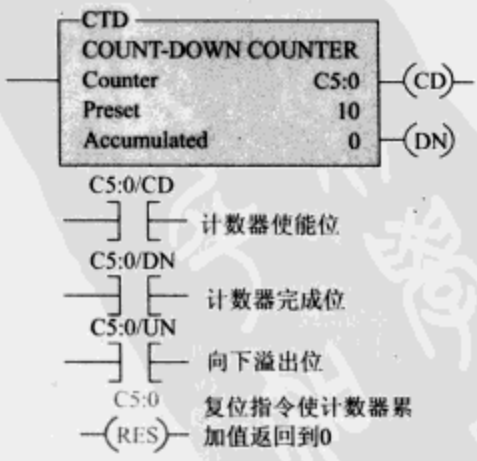 CTD
COUNT-DOWN COUNTER
Counter C5:0 (CD)
Preset 10
Accumulated 0 (DN)
C5:0/CD
计数器使能位
C5:0/DN
计数器完成位
C5:0/UN
向下溢出位
C5:0
复位指令使计数器累
(RES) 加值返回到0